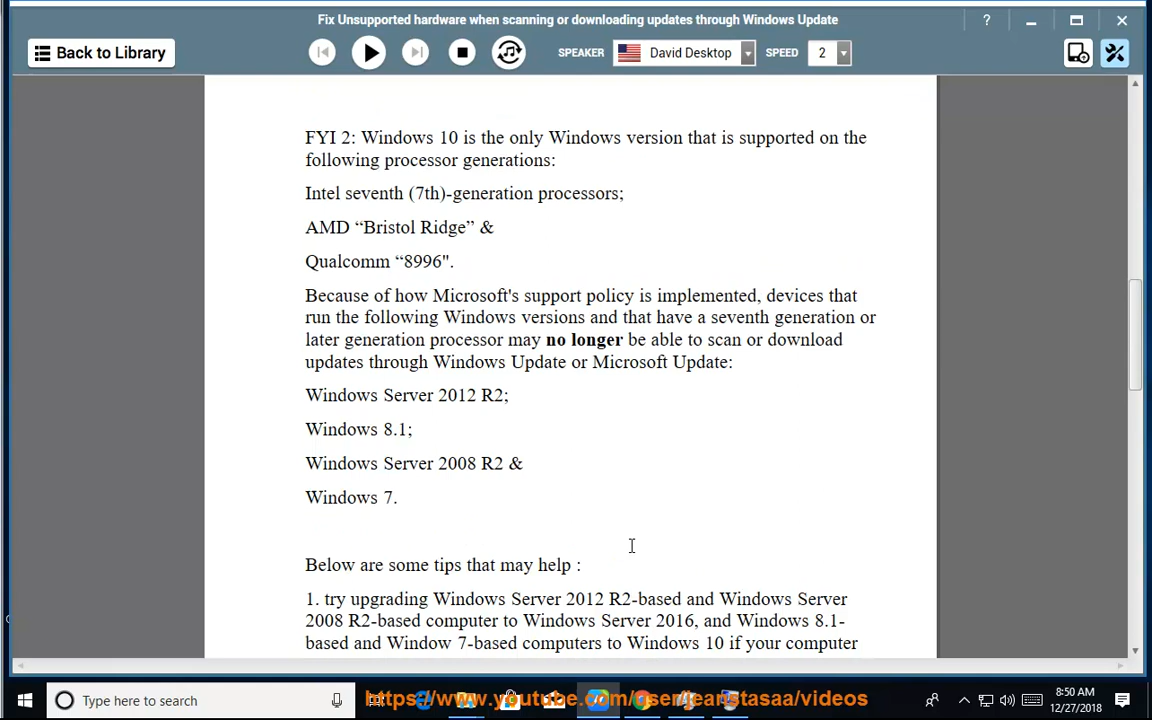 Fix Unsupported hardware when scanning or downloading updates through Windows Update
?
Back to Library
SPEAKER
David Desktop
SPEED
2
FYI 2: Windows 10 is the only Windows version that is supported on the
following processor generations:
Intel seventh (7th)-generation processors;
AMD “Bristol Ridge” &
Qualcomm “8996".
Because of how Microsoft's support policy is implemented, devices that
run the following Windows versions and that have a seventh generation or
later generation processor may no longer be able to scan or download
updates through Windows Update or Microsoft Update:
Windows Server 2012 R2;
Windows 8.1;
Windows Server 2008 R2 &
Windows 7.
Below are some tips that may help :
1. try upgrading Windows Server 2012 R2-based and Windows Server
2008 R2-based computer to Windows Server 2016, and Windows 8.1-
based and Window 7-based computers to Windows 10 if your computer
Type here to search
https://www.youtube.com/user/jeanstasaa/videos
8:50 AM
12/27/2018